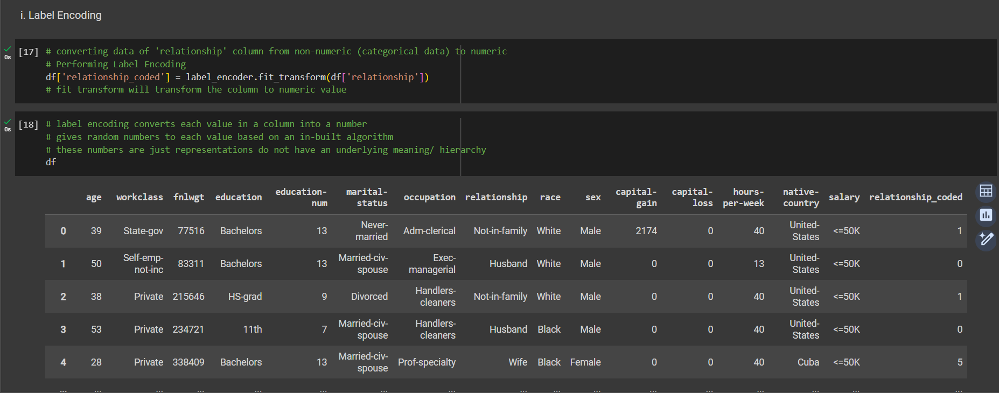 i. Label Encoding
0s
[17] # converting data of 'relationship' column from non-numeric (categorical data) to numeric
# Performing Label Encoding
df['relationship_coded'] = label_encoder.fit_transform(df['relationship'])
# fit transform will transform the column to numeric value
0s
[18] # label encoding converts each value in a column into a number
# gives random numbers to each value based on an in-built algorithm
# these numbers are just representations do not have an underlying meaning/ hierarchy
df
age workclass fnlwgt education education-num marital-status occupation relationship race sex capital-gain capital-loss hours-per-week native-country salary relationship_coded
0 39 State-gov 77516 Bachelors 13 Never-married Adm-clerical Not-in-family White Male 2174 0 40 United-States <=50K 1
1 50 Self-emp-not-inc 83311 Bachelors 13 Married-civ-spouse Exec-managerial Husband White Male 0 0 13 United-States <=50K 0
2 38 Private 215646 HS-grad 9 Divorced Handlers-cleaners Not-in-family White Male 0 0 40 United-States <=50K 1
3 53 Private 234721 11th 7 Married-civ-spouse Handlers-cleaners Husband Black Male 0 0 40 United-States <=50K 0
4 28 Private 338409 Bachelors 13 Married-civ-spouse Prof-specialty Wife Black Female 0 0 40 Cuba <=50K 5
... ... ... ... ... ... ... ... ... ... ... ... ... ... ... ... ...